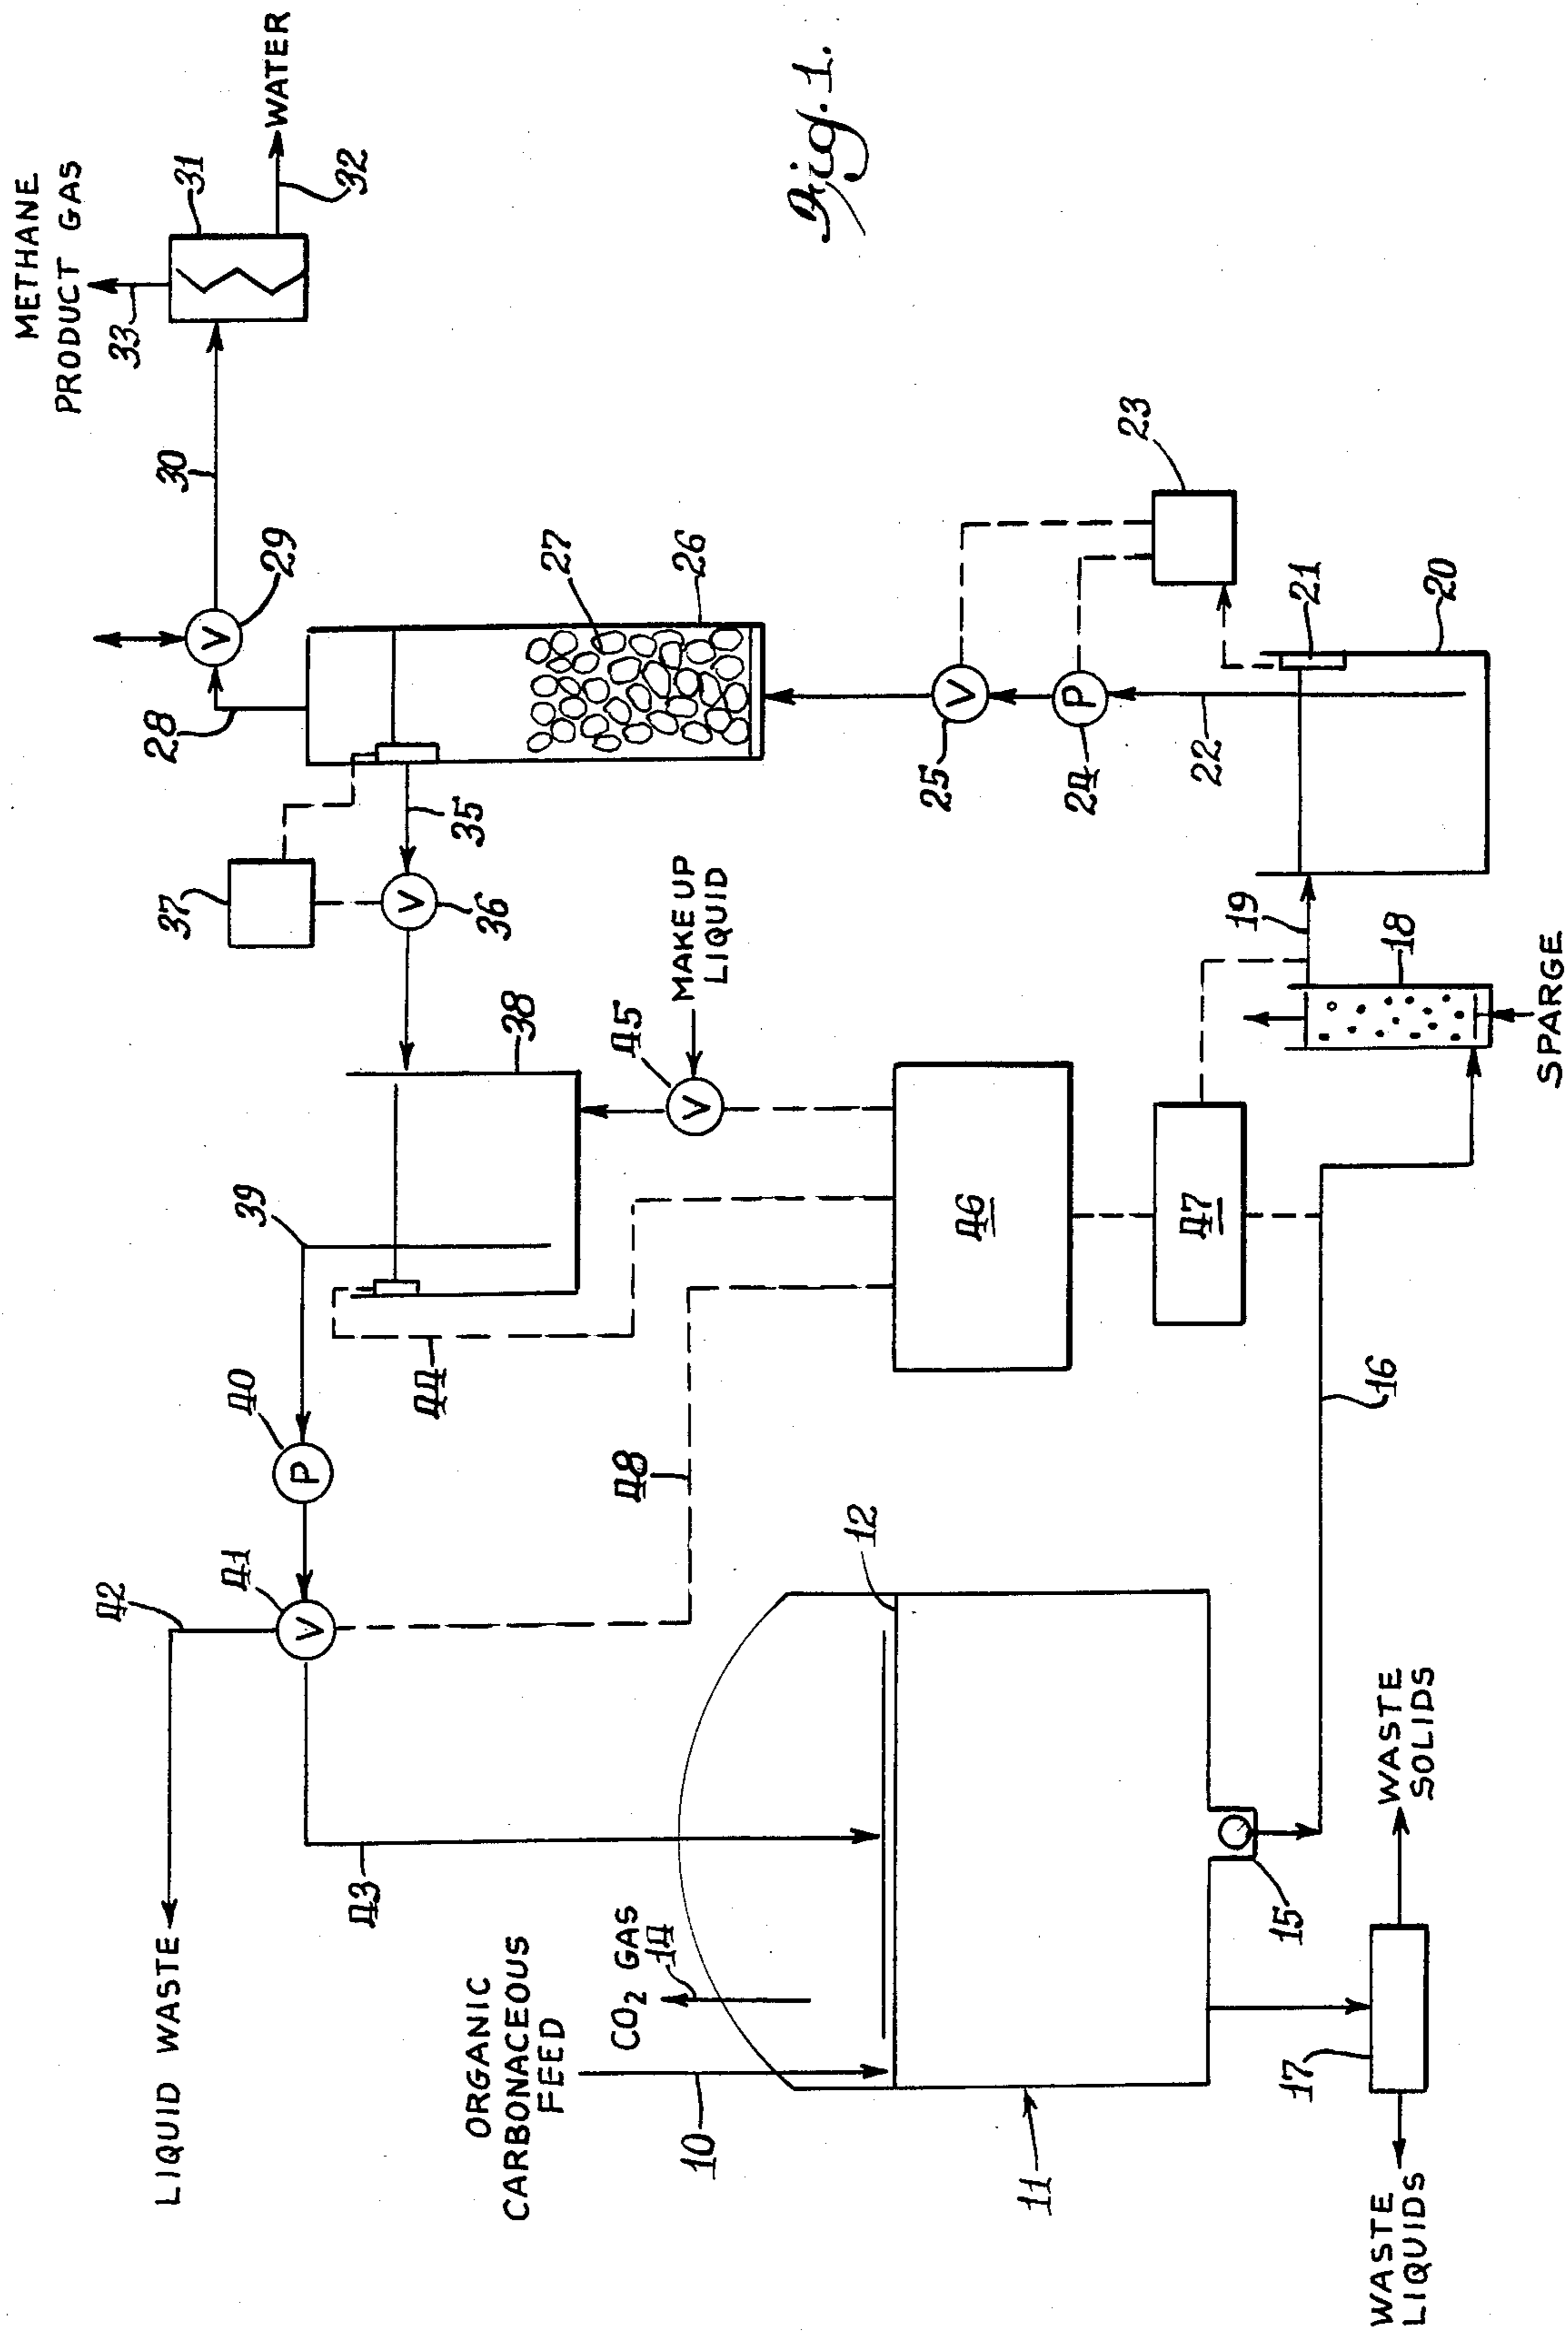 LIQUID WASTE
42
41
40
39
V
P
43
44
48
ORGANIC
CARBONACEOUS
FEED
CO2 GAS
14
10
12
11
15
16
17
WASTE
LIQUIDS
WASTE
SOLIDS
38
45
V
MAKE UP
LIQUID
46
47
37
36
V
35
28
29
V
30
METHANE
PRODUCT GAS
33
31
32
WATER
27
26
25
V
24
P
23
22
21
20
19
18
SPARGE
Fig. 1.